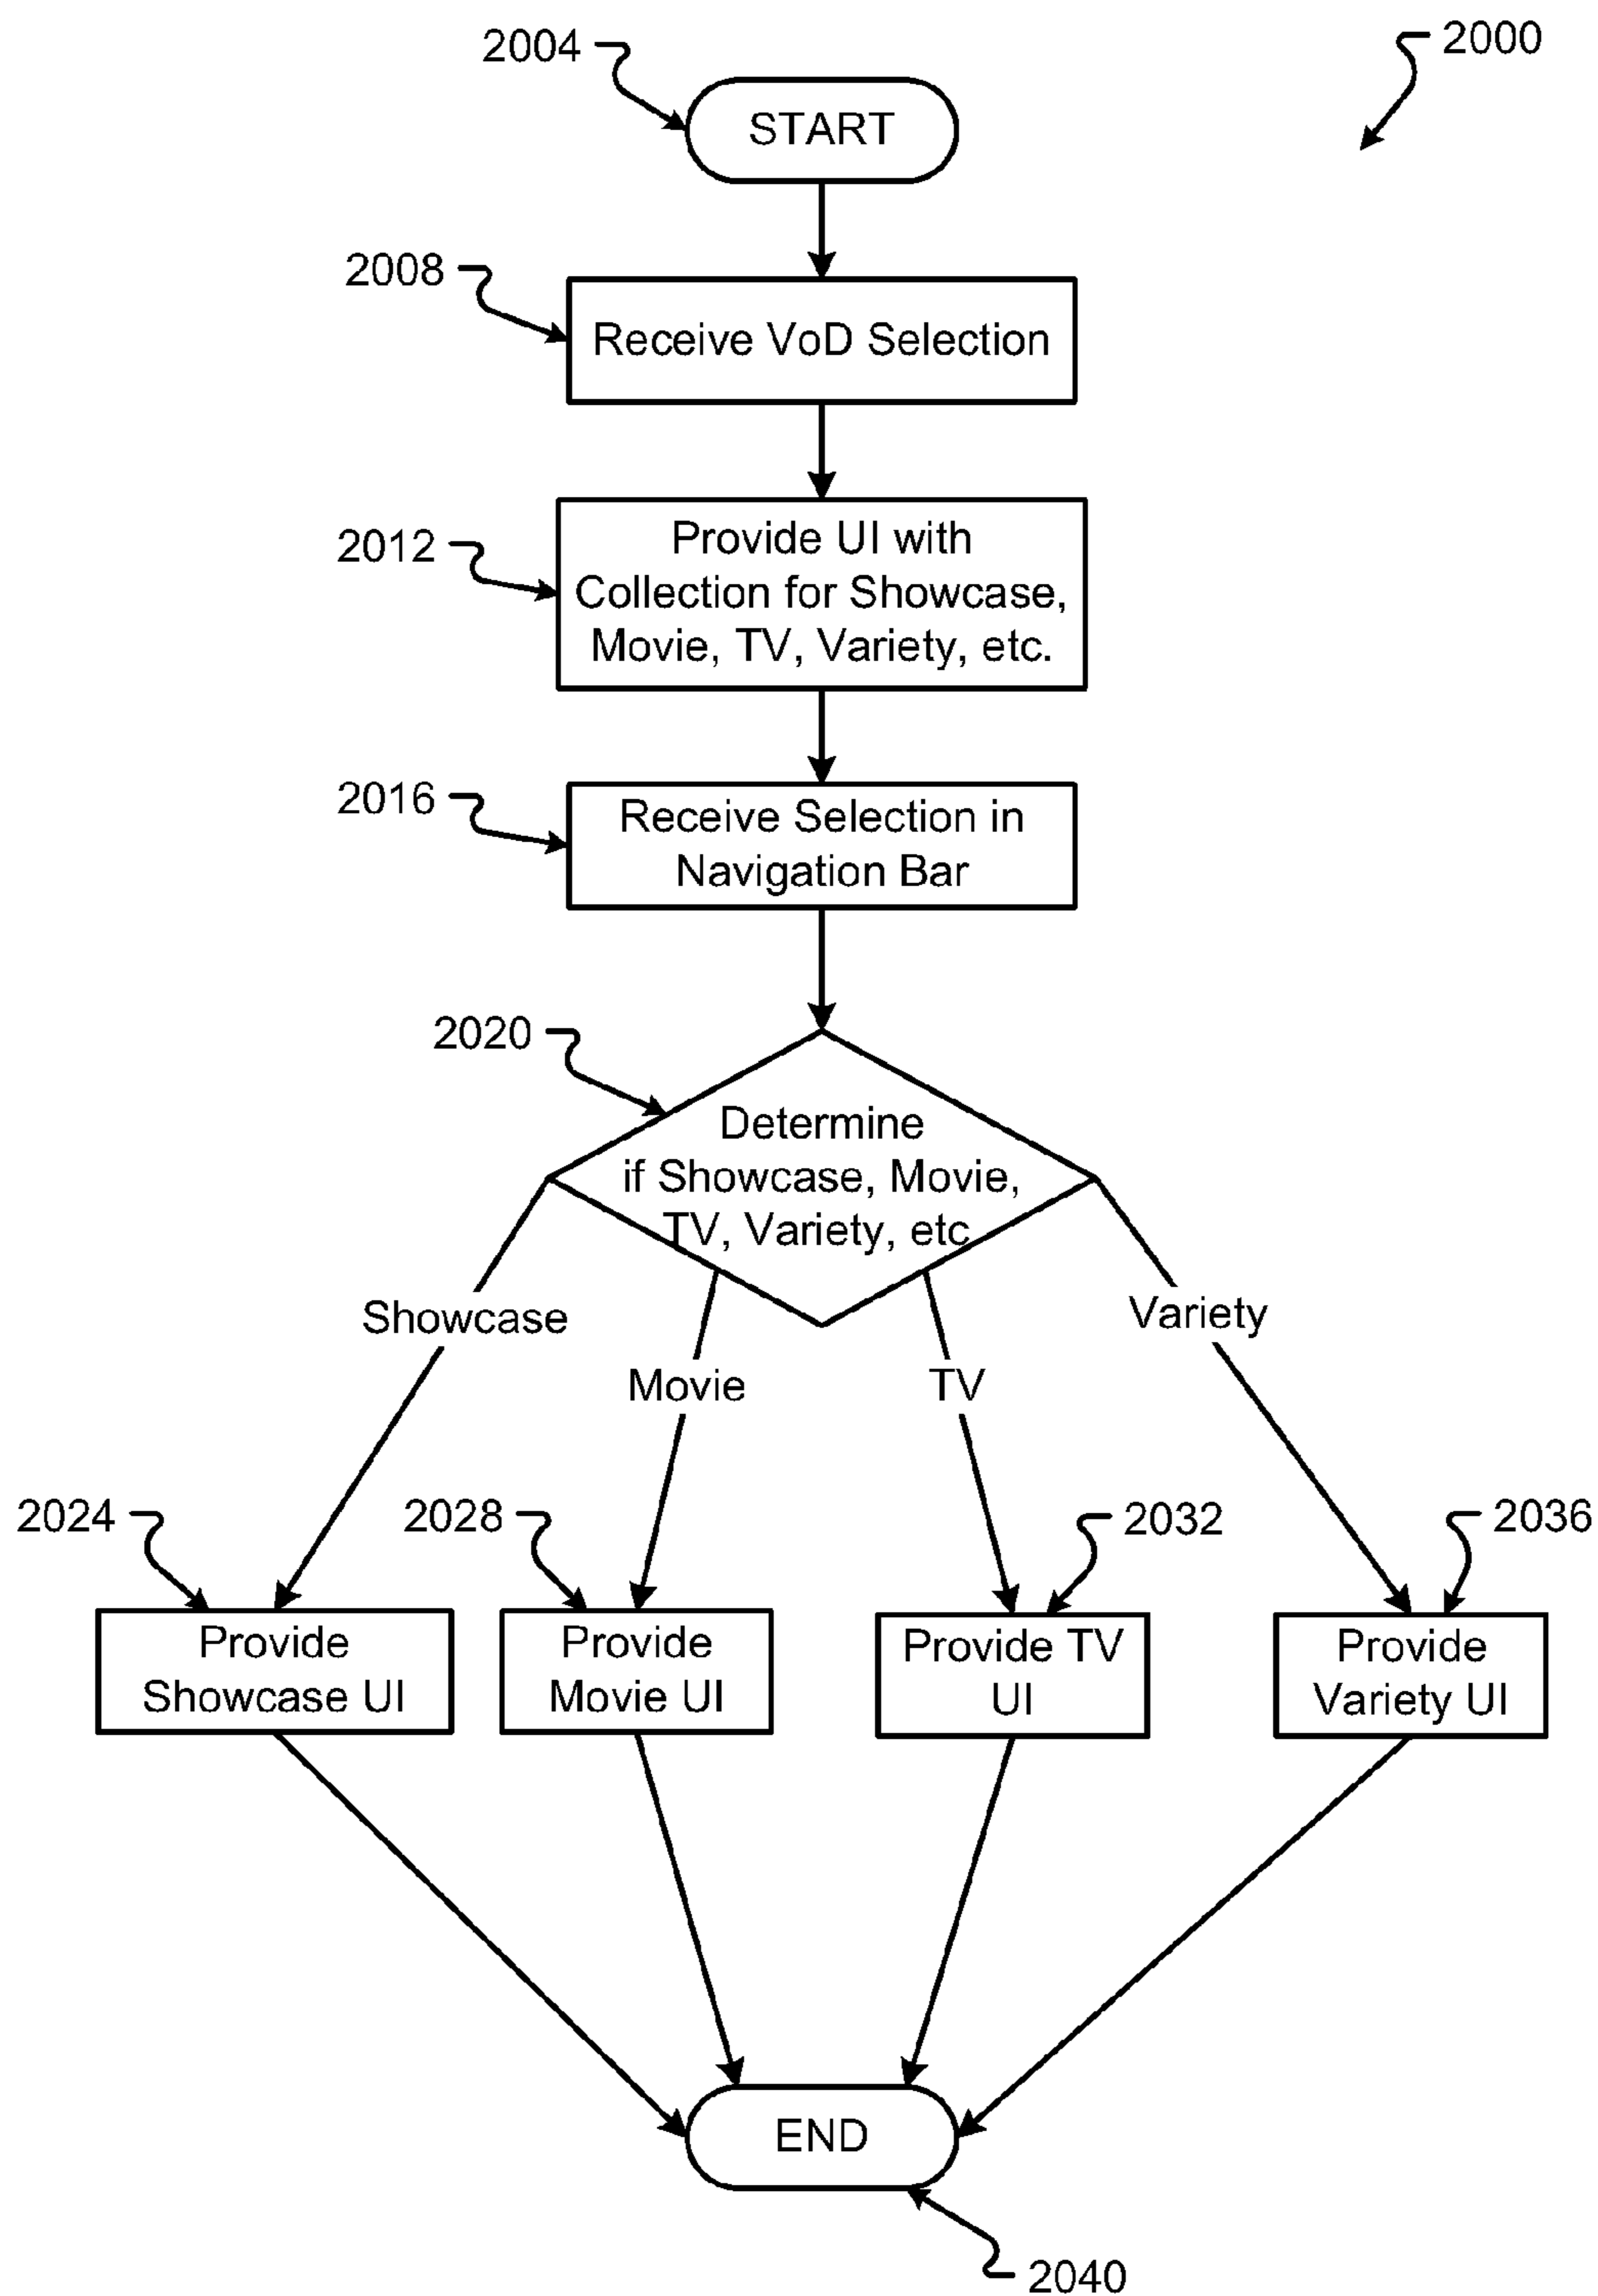 2004
2000
START
2008
Receive VoD Selection
2012
Provide UI with
Collection for Showcase,
Movie, TV, Variety, etc.
2016
Receive Selection in
Navigation Bar
2020
Determine
if Showcase, Movie,
TV, Variety, etc
Showcase
Variety
Movie
TV
2024
2028
2032
2036
Provide
Showcase UI
Provide
Movie UI
Provide TV
UI
Provide
Variety UI
END
2040